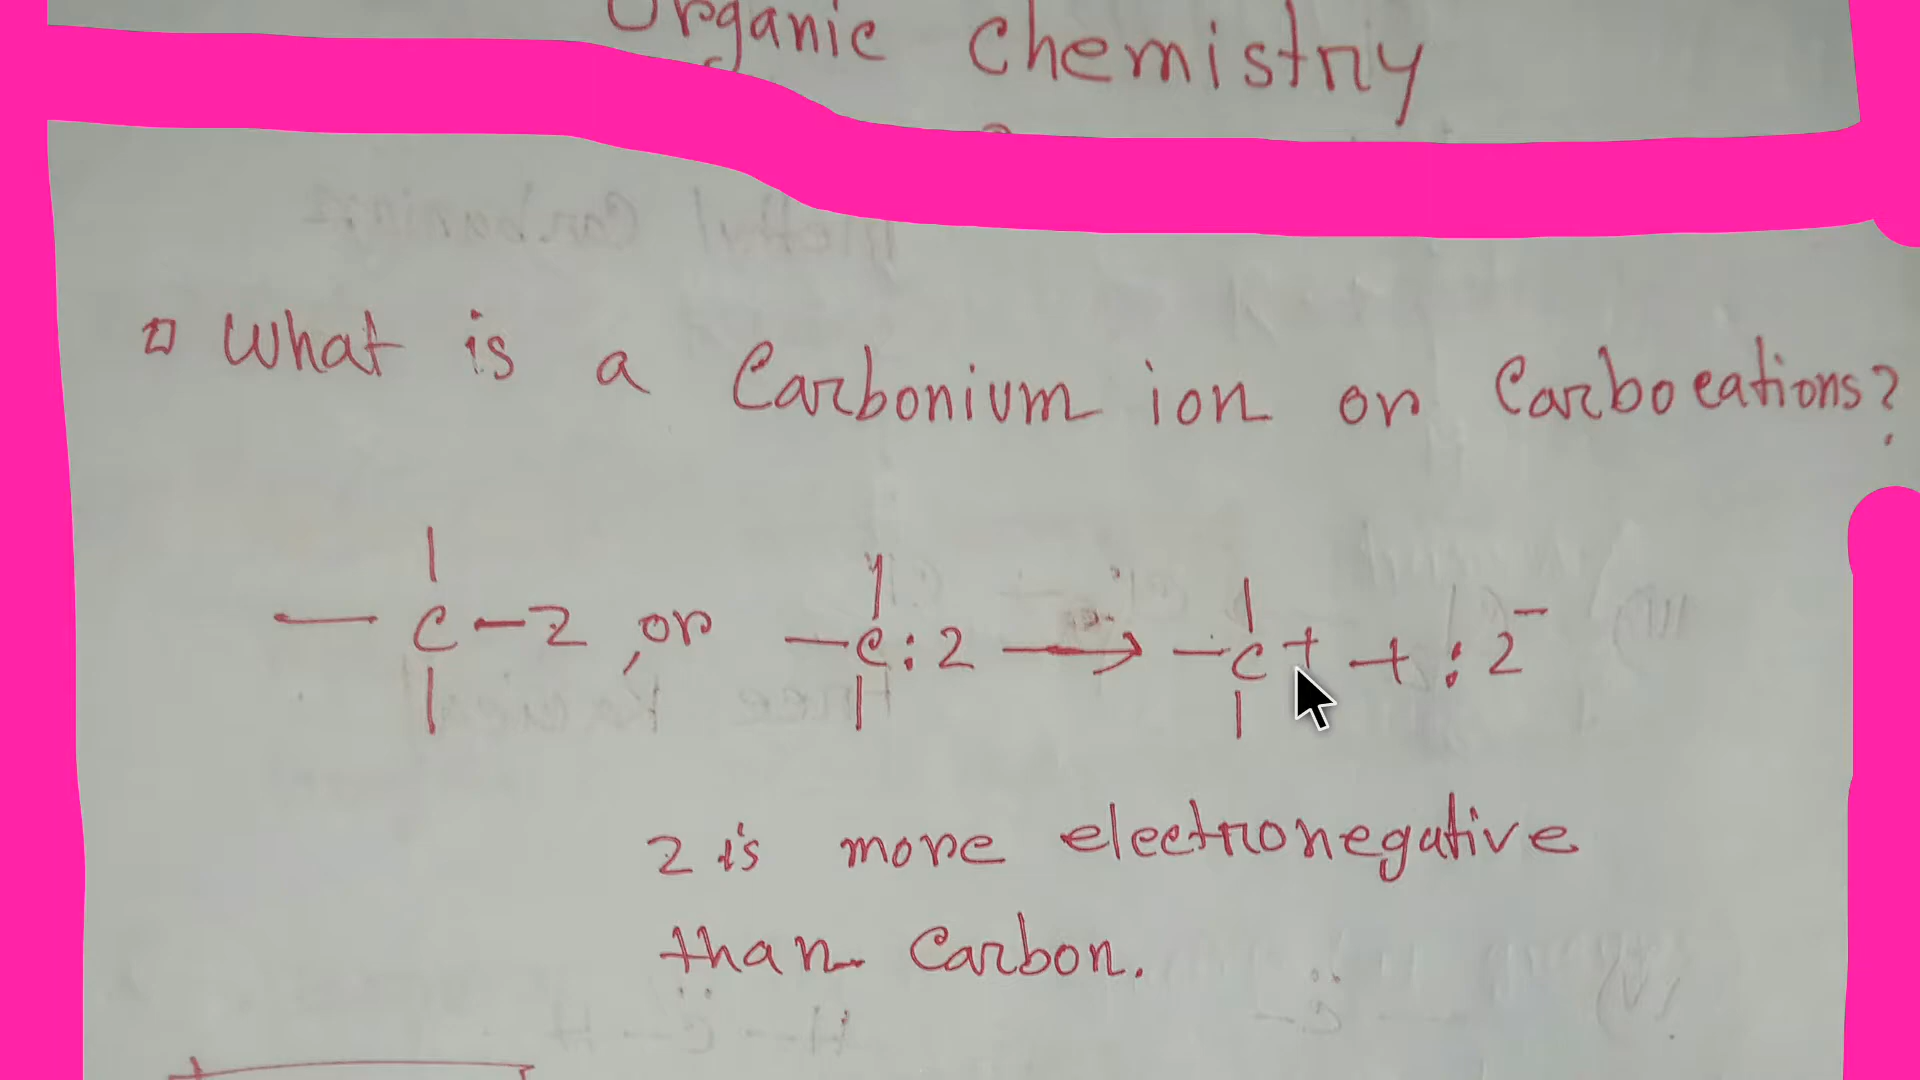 Organic Chemistry
What is a Carbonium ion or Carbocations?
— C – Z , or — C : Z ⟶ – C + + : Z⁻
Z is more electronegative
than Carbon.